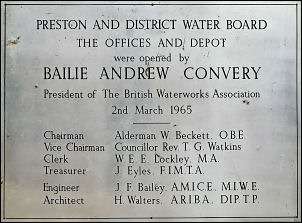 PRESTON AND DISTRICT WATER BOARD
THE OFFICES AND DEPOT
were opened by
BAILIE ANDREW CONVERY
President of The British Waterworks Association
2nd March 1965
Chairman Alderman W. Beckett, O.B.E.
Vice Chairman Councillor Rev. T. G. Watkins
Clerk W. E. E. Lockley, M.A.
Treasurer J. Eyles, F.I.M.T.A.
Engineer J. F. Bailey, A.M.I.C.E., M.I.W.E.
Architect H. Walters, A.R.I.B.A., DIP.T.P.